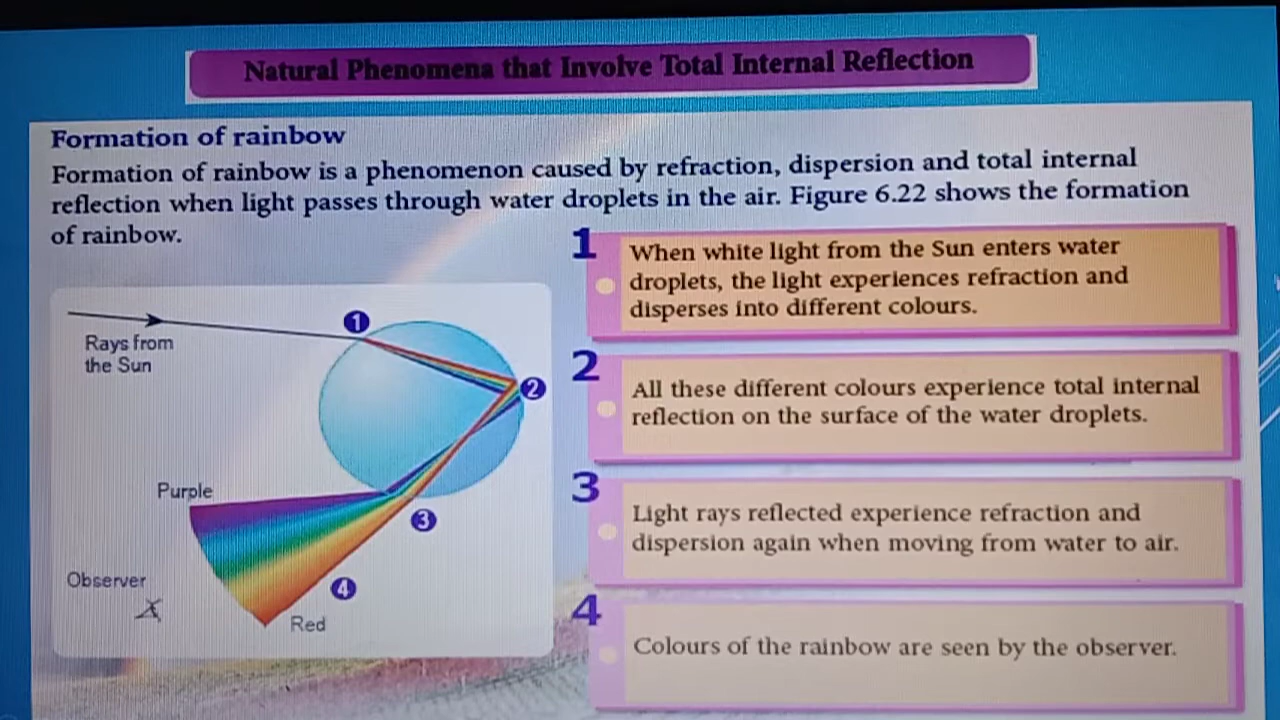 Natural Phenomena that Involve Total Internal Reflection
Formation of rainbow
Formation of rainbow is a phenomenon caused by refraction, dispersion and total internal
reflection when light passes through water droplets in the air. Figure 6.22 shows the formation
of rainbow.
1
When white light from the Sun enters water
droplets, the light experiences refraction and
disperses into different colours.
2
All these different colours experience total internal
reflection on the surface of the water droplets.
3
Light rays reflected experience refraction and
dispersion again when moving from water to air.
4
Colours of the rainbow are seen by the observer.
1
Rays from
the Sun
2
Purple
3
Observer
4
Red